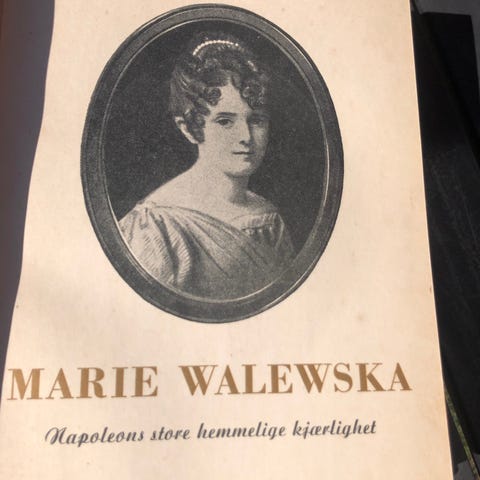 MARIE WALEWSKA
Napoleons store hemmelige kjærlighet